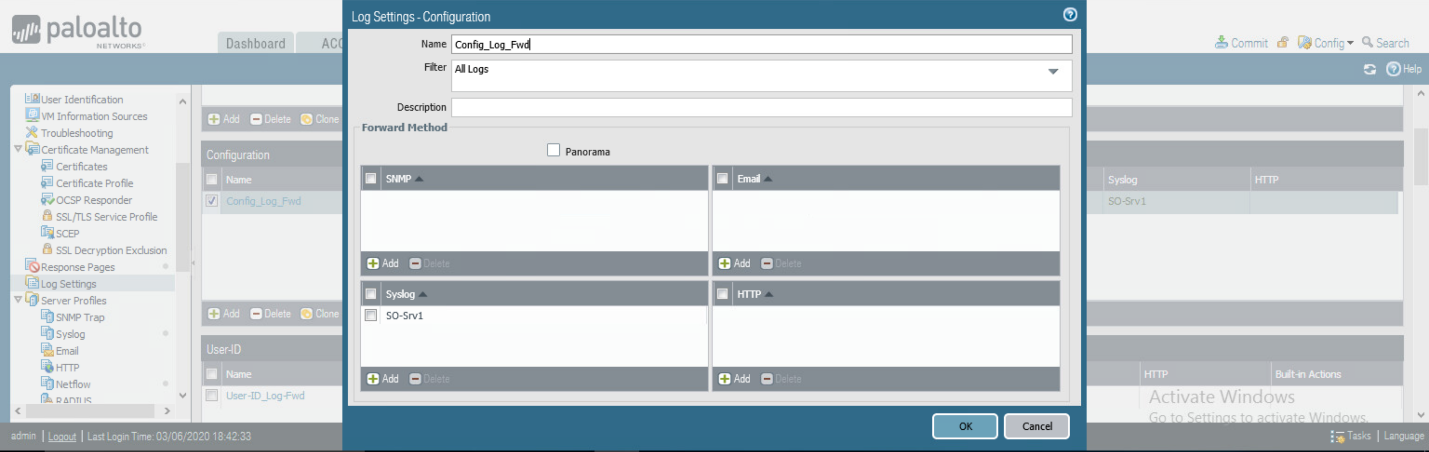 Log Settings - Configuration
paloalto
NETWORKS
Dashboard
ACC
Commit
Config
Search
Help
Name
Config_Log_Fwd
Filter
All Logs
Description
Forward Method
Panorama
SNMP
Email
Add
Delete
Add
Delete
Syslog
HTTP
SO-Srv1
Add
Delete
Add
Delete
OK
Cancel
User Identification
VM Information Sources
Troubleshooting
Certificate Management
Certificates
Certificate Profile
OCSP Responder
SSL/TLS Service Profile
SCEP
SSL Decryption Exclusion
Response Pages
Log Settings
Server Profiles
SNMP Trap
Syslog
Email
HTTP
Netflow
RADIUS
Add Delete Clone
Configuration
Name
Syslog
HTTP
Config_Log_Fwd
SO-Srv1
Add Delete Clone
User-ID
Name
HTTP
Built-in Actions
User-ID_Log-Fwd
Activate Windows
Go to Settings to activate Windows.
admin | Logout | Last Login Time: 03/06/2020 18:42:33
Tasks | Language